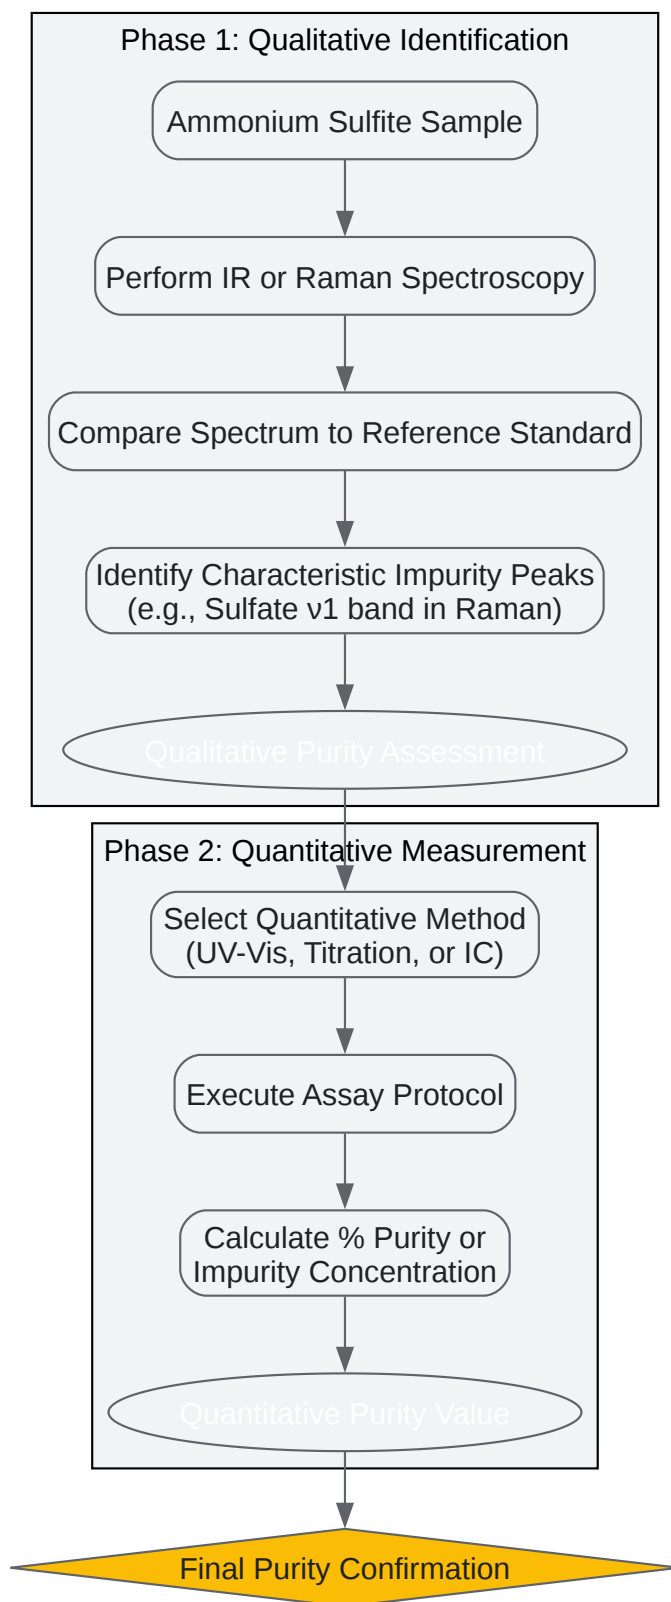 Phase 1: Qualitative Identification
Ammonium Sulfite Sample
Perform IR or Raman Spectroscopy
Compare Spectrum to Reference Standard
Identify Characteristic Impurity Peaks
(e.g., Sulfate ν1 band in Raman)
Qualitative Purity Assessment
Phase 2: Quantitative Measurement
Select Quantitative Method
(UV-Vis, Titration, or IC)
Execute Assay Protocol
Calculate % Purity or
Impurity Concentration
Quantitative Purity Value
Final Purity Confirmation